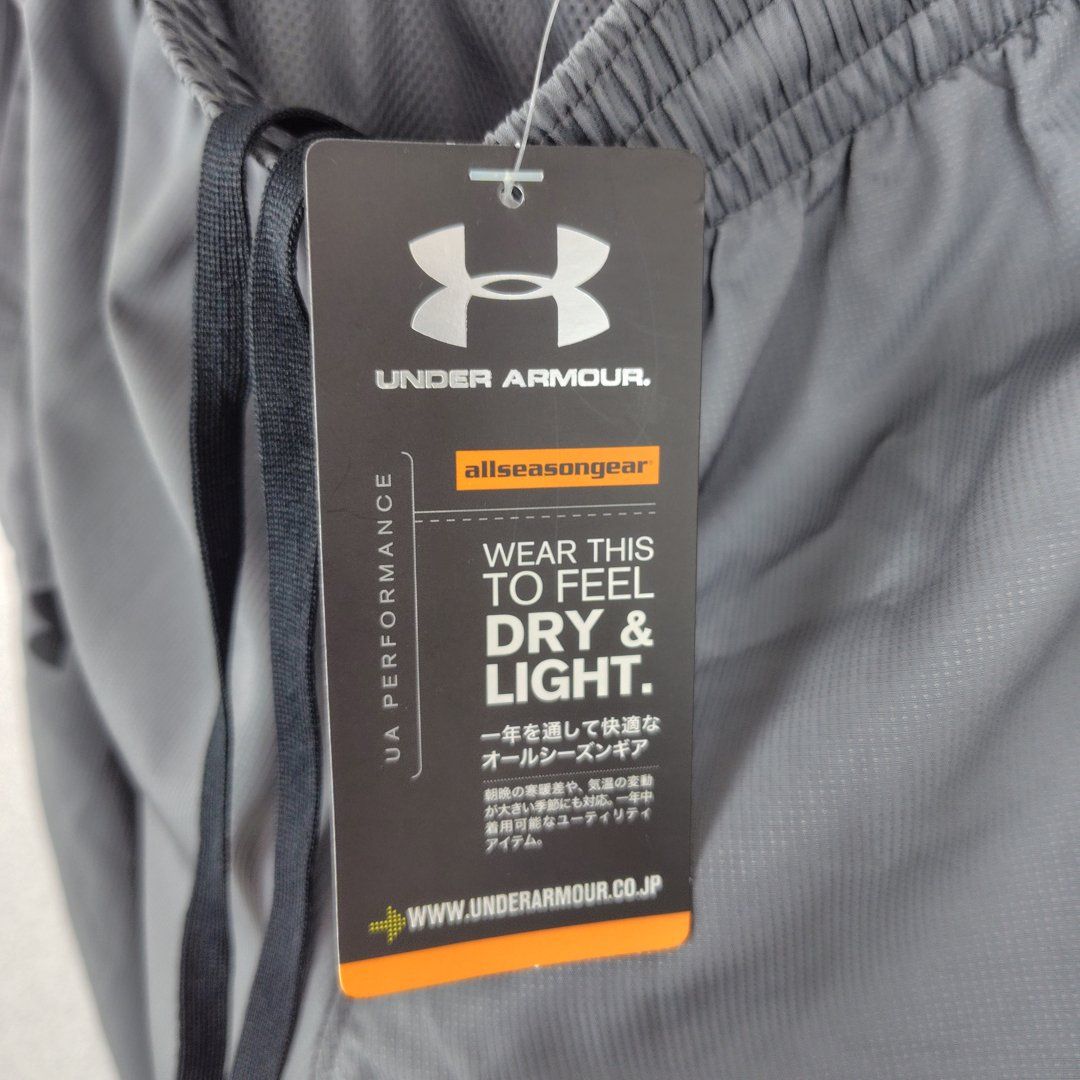 UNDER ARMOUR.
allseasongear
UA PERFORMANCE
WEAR THIS
TO FEEL
DRY &
LIGHT.
一年を通して快適な
オールシーズンギア
朝晩の寒暖差や、気温の変動
が大きい季節にも対応。一年中
着用可能なユーティリティ
アイテム。
WWW.UNDERARMOUR.CO.JP